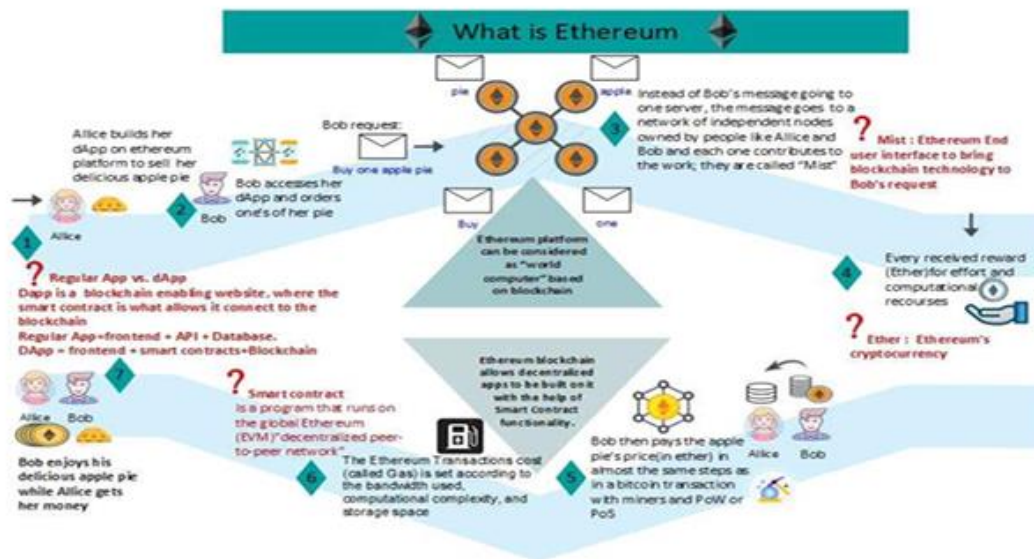 What is Ethereum
pie
apple
Allice builds her
dApp on ethereum
platform to sell her
delicious apple pie
Bob request:
Buy one apple pie
Buy
one
1
Allice
2
Bob
Bob accesses her
dApp and orders
one's of her pie
3
Instead of Bob's message going to
one server, the message goes to a
network of independent nodes
owned by people like Allice and
Bob and each one contributes to
the work; they are called "Mist"
? Mist : Ethereum End
user interface to bring
blockchain technology to
Bob's request
Ethereum platform
can be considered
as "world
computer" based
on blockchain
? Regular App vs. dApp
Dapp is a blockchain enabling website, where the
smart contract is what allows it connect to the
blockchain
Regular App=frontend + API + Database.
DApp = frontend + smart contracts+Blockchain
4
Every received reward
(Ether)for effort and
computational
recourses
? Ether : Ethereum's
cryptocurrency
Ethereum blockchain
allows decentralized
apps to be built on it
with the help of
Smart Contract
functionality.
5
Bob then pays the apple
pie's price(in ether) in
almost the same steps as
in a bitcoin transaction
with miners and PoW or
PoS
Allice
Bob
? Smart contract
is a program that runs on
the global Ethereum
(EVM)"decentralized peer-
to-peer network"
6
The Ethereum Transactions cost
(called Gas) is set according to
the bandwidth used,
computational complexity, and
storage space
7
Allice
Bob
Bob enjoys his
delicious apple pie
while Allice gets
her money